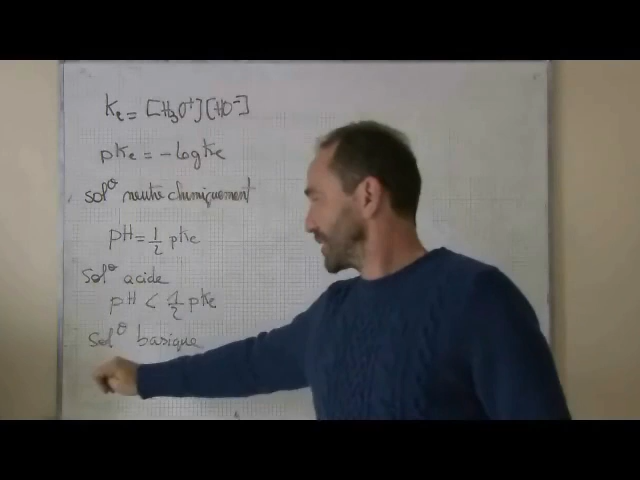 Ke = [H3O+][HO-]
pKe = -log Ke
sol° neutre chimiquement
pH = 1/2 pKe
sol° acide
pH < 1/2 pKe
sol° basique